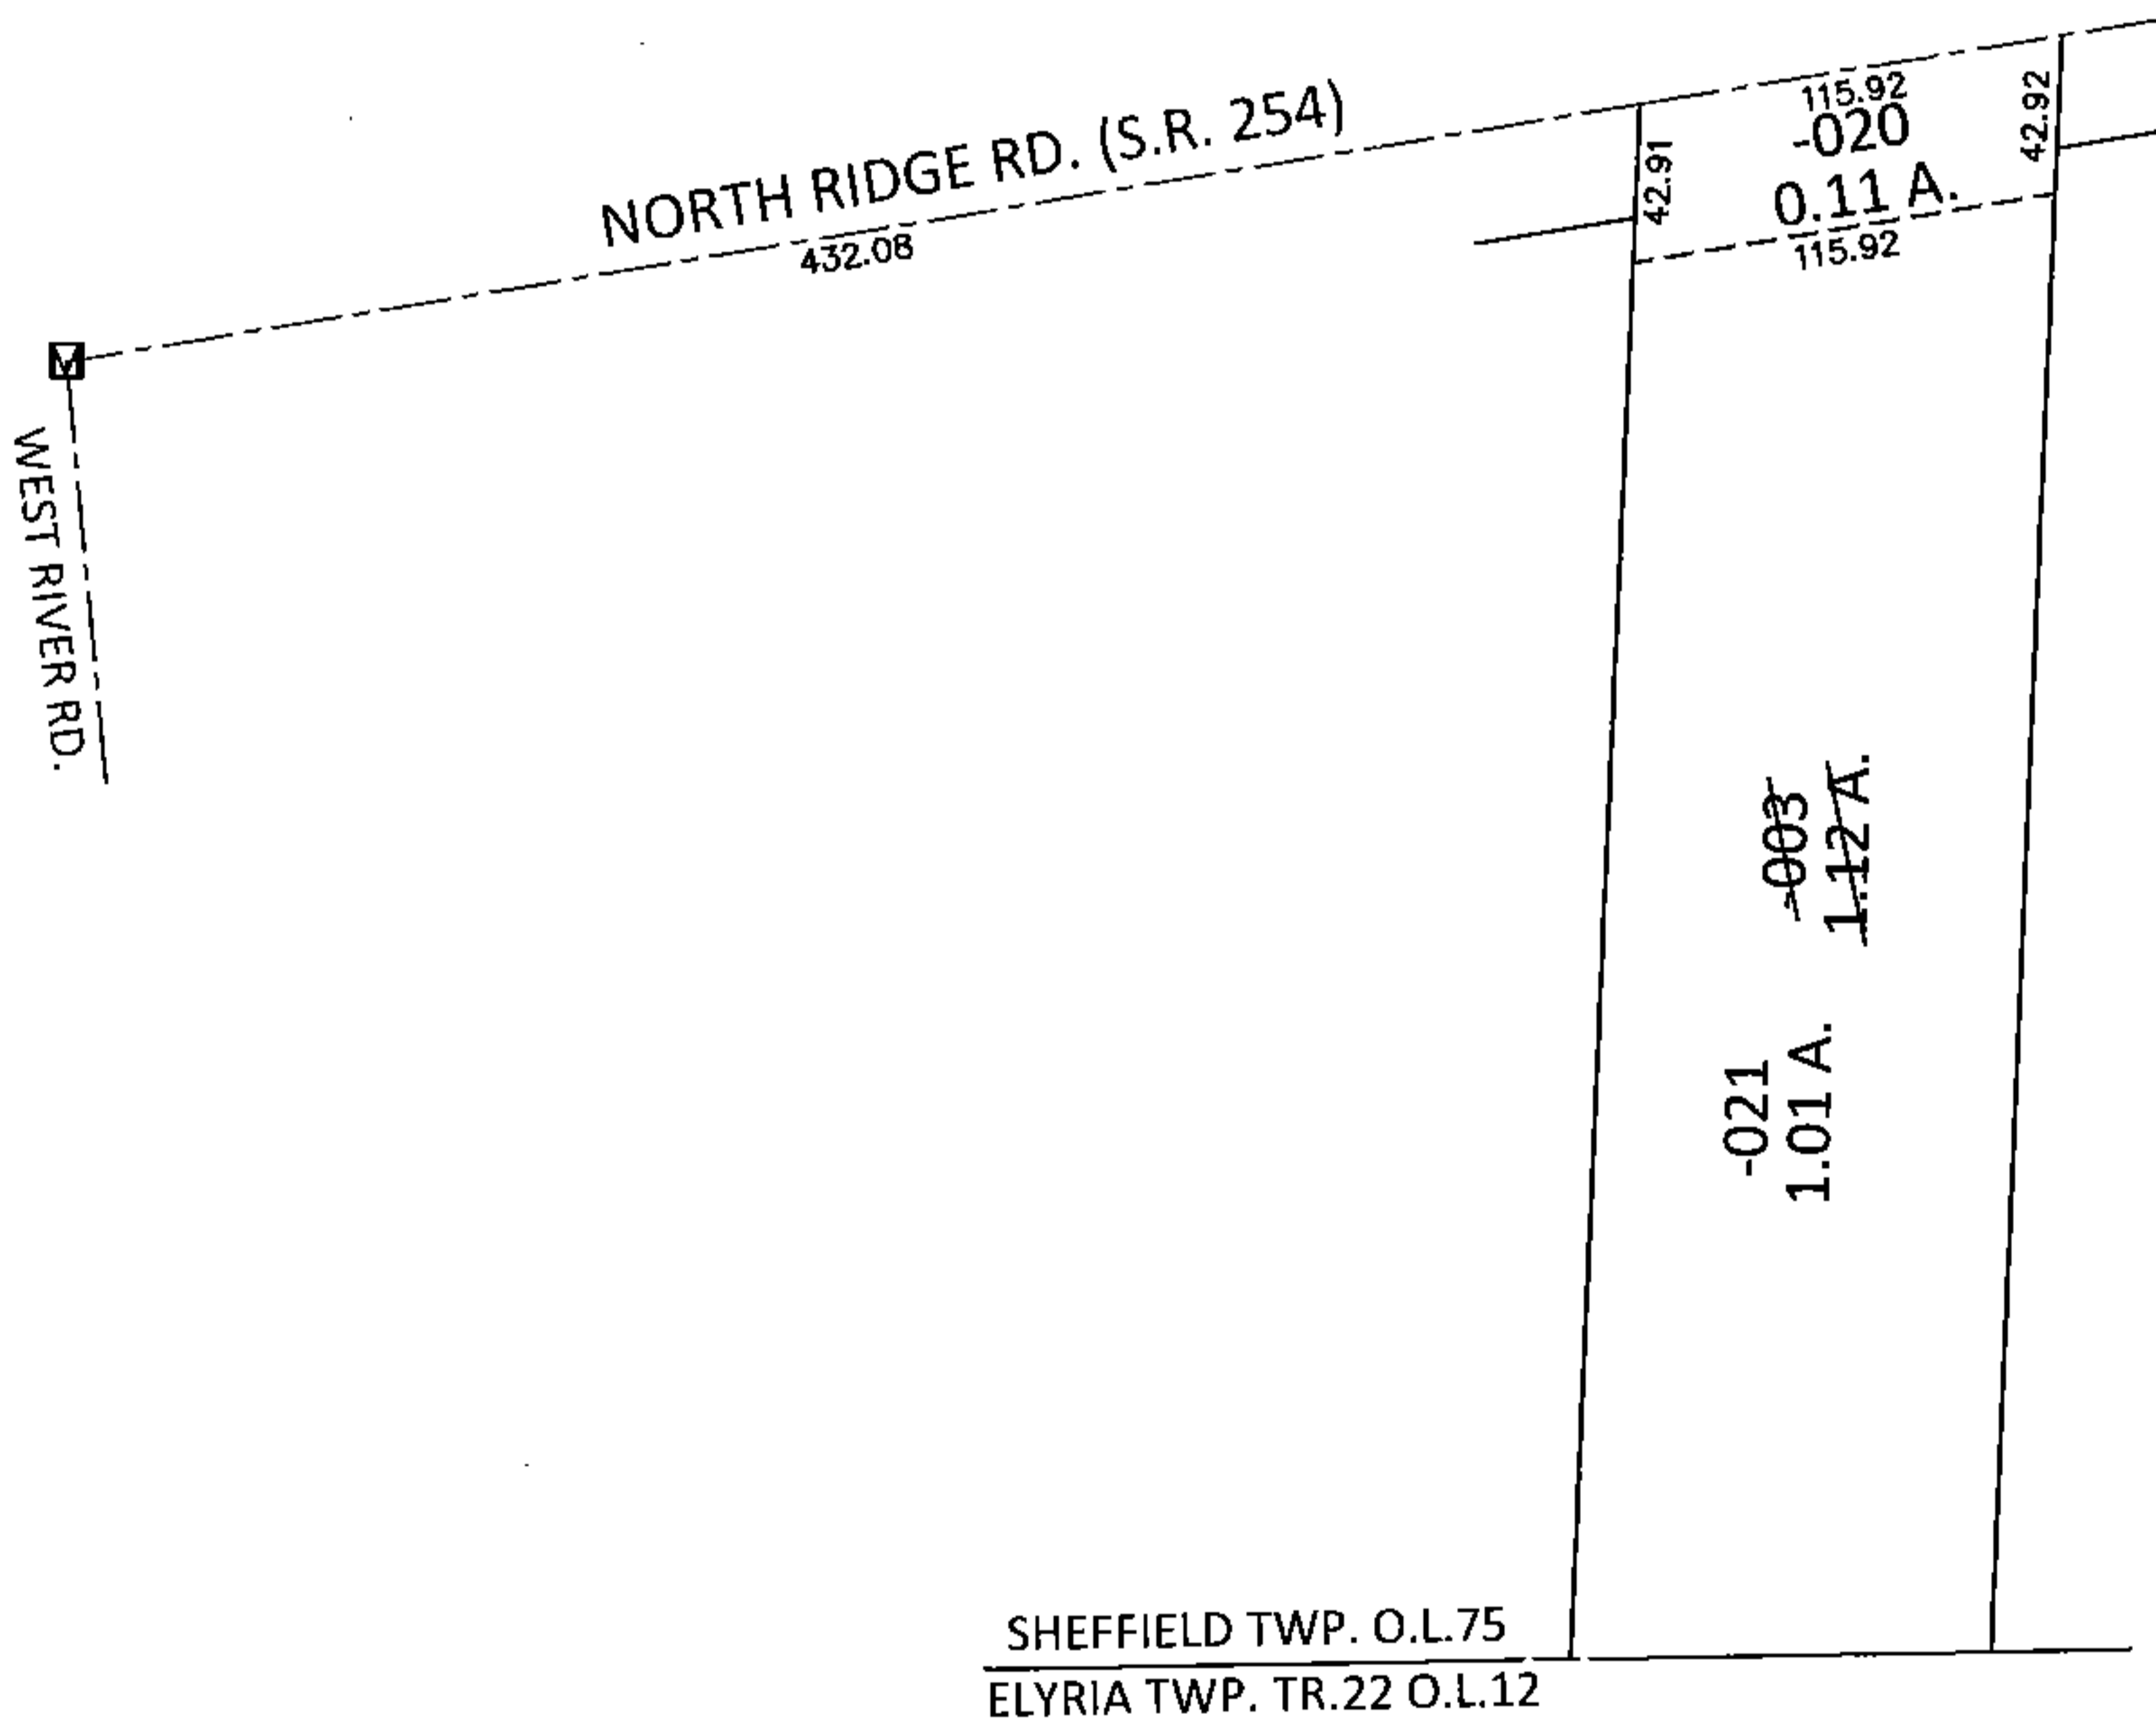 115.92
-020
0.11 A.
115.92
42.92
42.91
NORTH RIDGE RD. (S.R. 254)
432.08
WEST RIVER RD.
-003
1.12 A.
-021
1.01 A.
SHEFFIELD TWP. O.L.75
ELYRIA TWP. TR.22 O.L.12